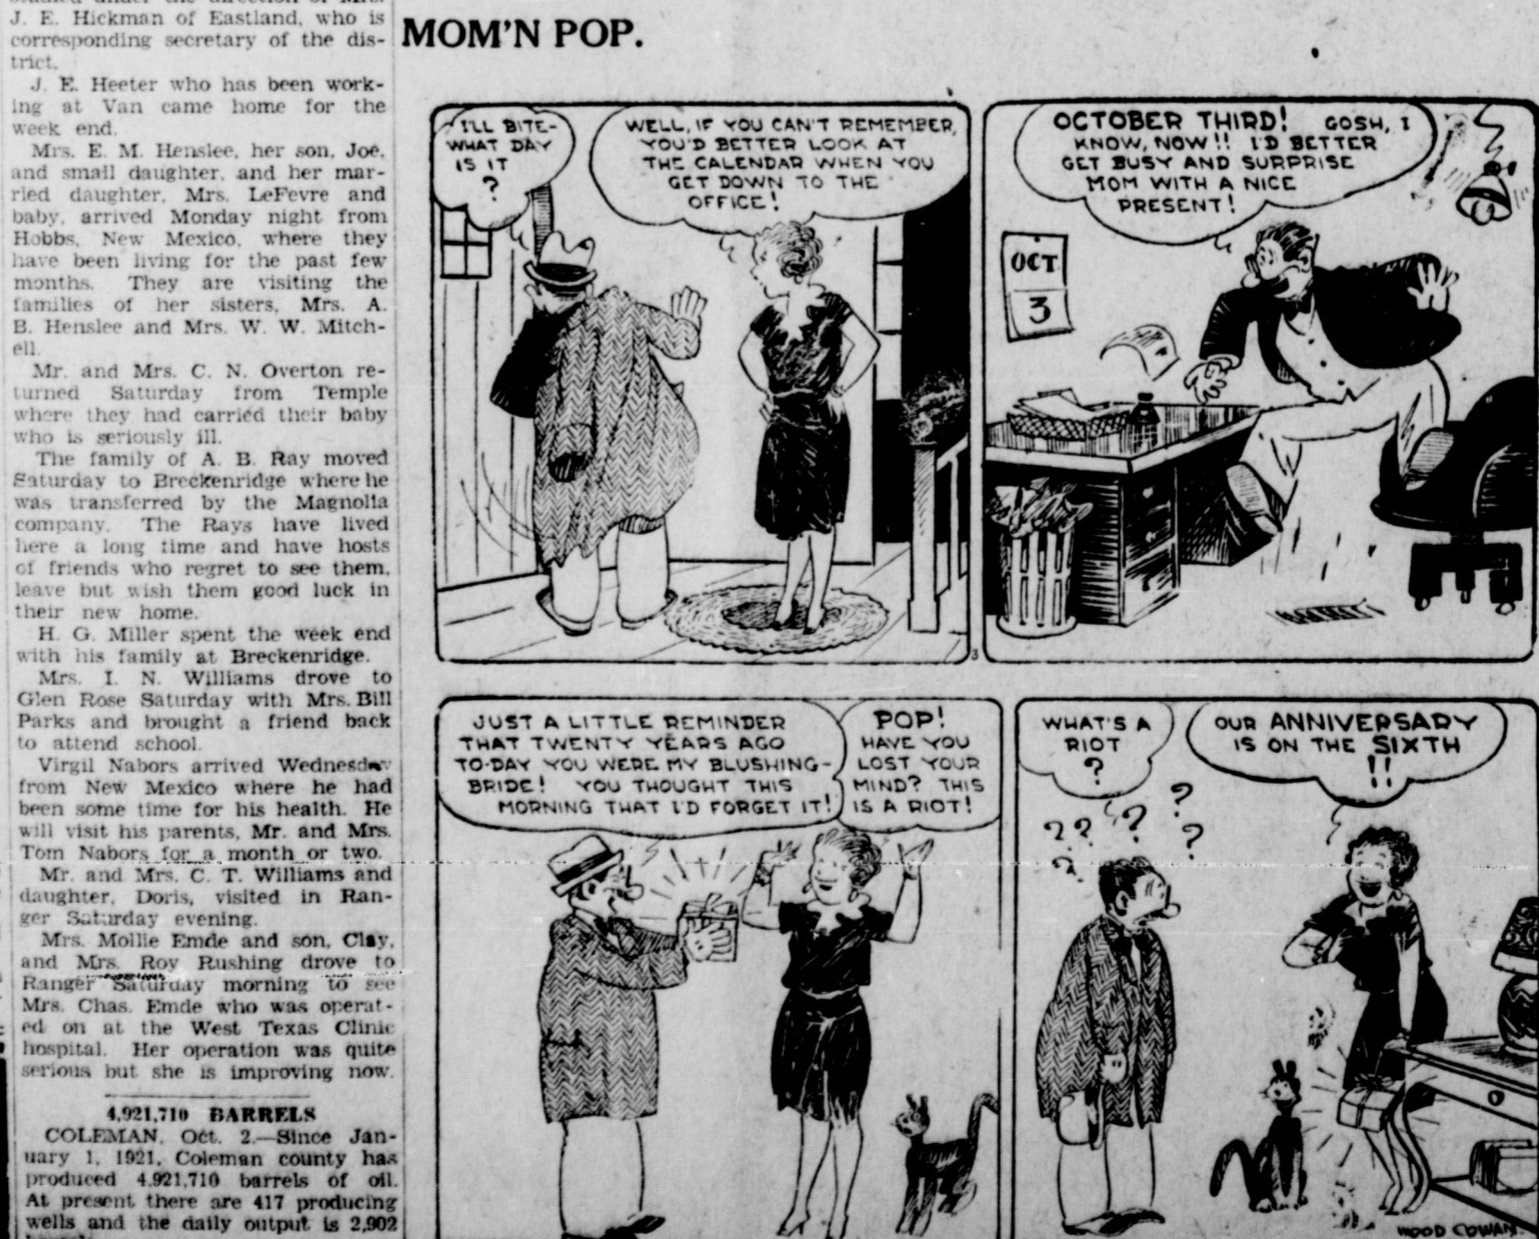 J. E. Hickman of Eastland, who is
corresponding secretary of the dis-
trict.
J. E. Heeter who has been work-
ing at Van came home for the
week end.
Mrs. E. M. Henslee, her son, Joe,
and small daughter, and her mar-
ried daughter, Mrs. LeFevre and
baby, arrived Monday night from
Hobbs, New Mexico, where they
have been living for the past few
months. They are visiting the
families of her sisters, Mrs. A.
B. Henslee and Mrs. W. W. Mitch-
ell.
Mr. and Mrs. C. N. Overton re-
turned Saturday from Temple
where they had carried their baby
who is seriously ill.
The family of A. B. Ray moved
Saturday to Breckenridge where he
was transferred by the Magnolia
company. The Rays have lived
here a long time and have hosts
of friends who regret to see them,
leave but wish them good luck in
their new home.
H. G. Miller spent the week end
with his family at Breckenridge.
Mrs. I. N. Williams drove to
Glen Rose Saturday with Mrs. Bill
Parks and brought a friend back
to attend school.
Virgil Nabors arrived Wednesday
from New Mexico where he had
been some time for his health. He
will visit his parents, Mr. and Mrs.
Tom Nabors for a month or two.
Mr. and Mrs. C. T. Williams and
daughter, Doris, visited in Ran-
ger Saturday evening.
Mrs. Mollie Emde and son, Clay,
and Mrs. Roy Rushing drove to
Ranger Saturday morning to see
Mrs. Chas. Emde who was operat-
ed on at the West Texas Clinic
hospital. Her operation was quite
serious but she is improving now.
4,921,710 BARRELS
COLEMAN, Oct. 2.—Since Jan-
uary 1, 1921, Coleman county has
produced 4,921,710 barrels of oil.
At present there are 417 producing
wells and the daily output is 2,902
MOM'N POP.
I'LL BITE-
WHAT DAY
IS IT
?
WELL, IF YOU CAN'T REMEMBER,
YOU'D BETTER LOOK AT
THE CALENDAR WHEN YOU
GET DOWN TO THE
OFFICE!
3
OCTOBER THIRD! GOSH, I
KNOW, NOW!! I'D BETTER
GET BUSY AND SURPRISE
MOM WITH A NICE
PRESENT!
OCT
3
JUST A LITTLE REMINDER
THAT TWENTY YEARS AGO
TO-DAY YOU WERE MY BLUSHING-
BRIDE! YOU THOUGHT THIS
MORNING THAT I'D FORGET IT!
POP!
HAVE YOU
LOST YOUR
MIND? THIS
IS A RIOT!
WHAT'S A
RIOT
?
OUR ANNIVERSARY
IS ON THE SIXTH
!!
? ? ? ? ? ?
WOOD COWAN